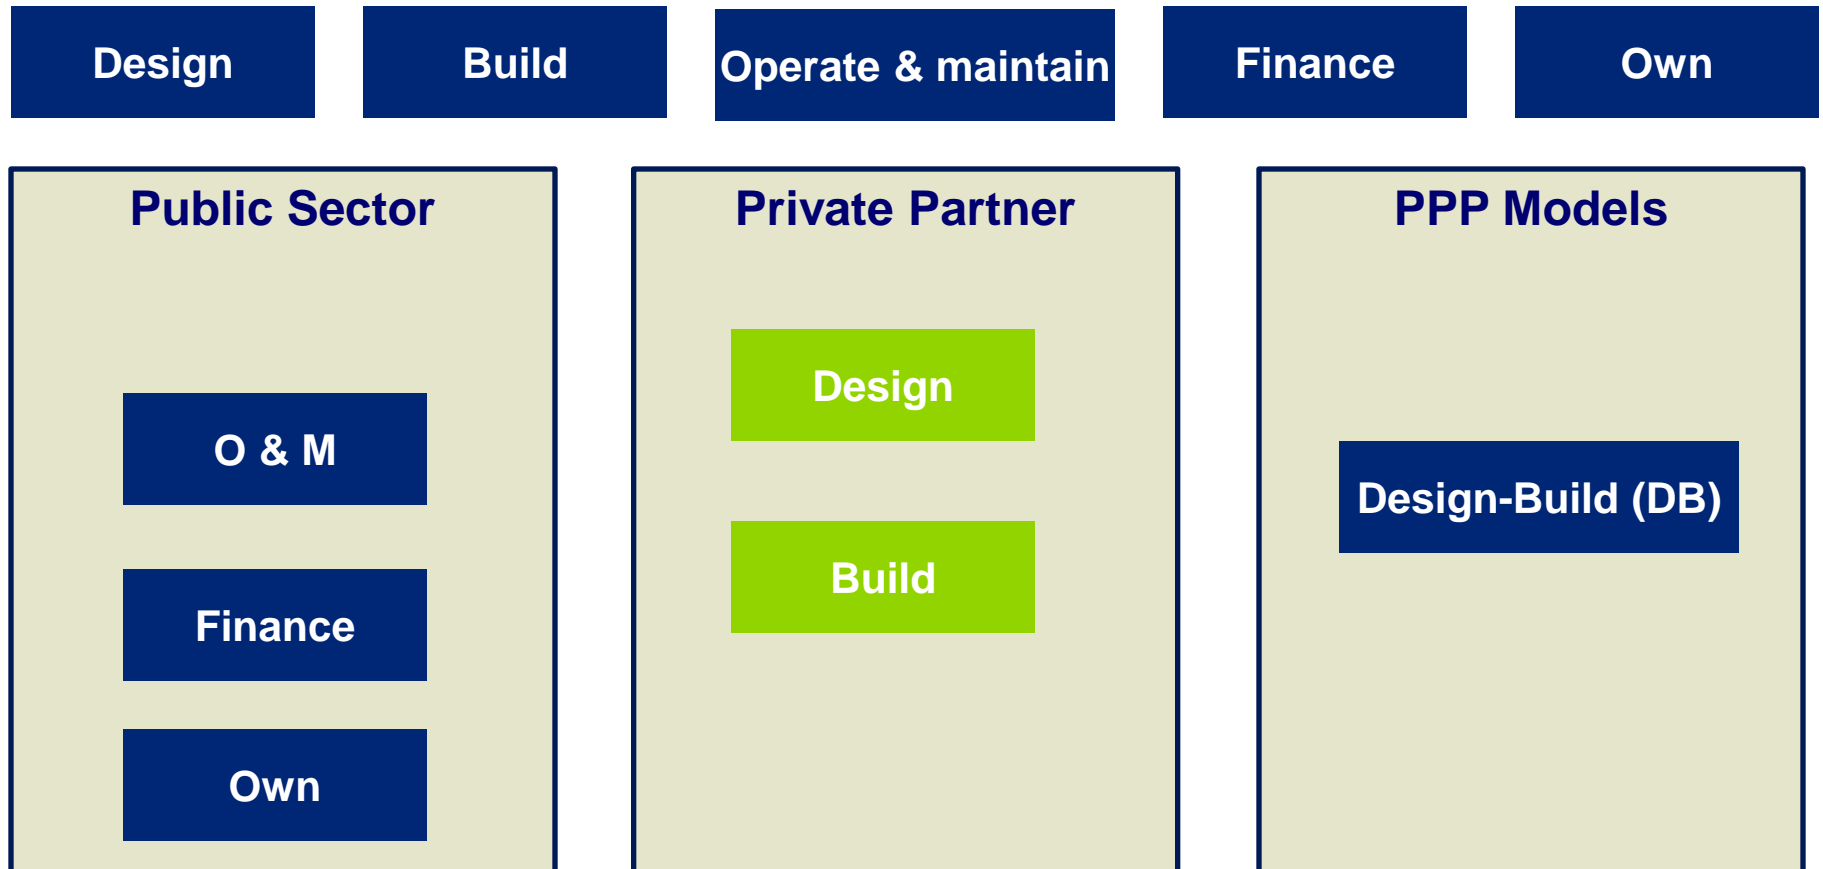 Design
Build
Operate & maintain
Finance
Own
Public Sector
O & M
Finance
Own
Private Partner
Design
Build
PPP Models
Design-Build (DB)